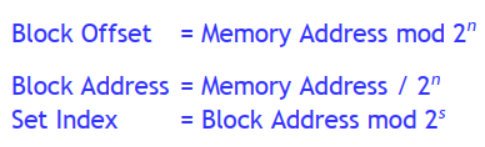 Block Offset = Memory Address mod 2ⁿ
Block Address = Memory Address / 2ⁿ
Set Index = Block Address mod 2ˢ